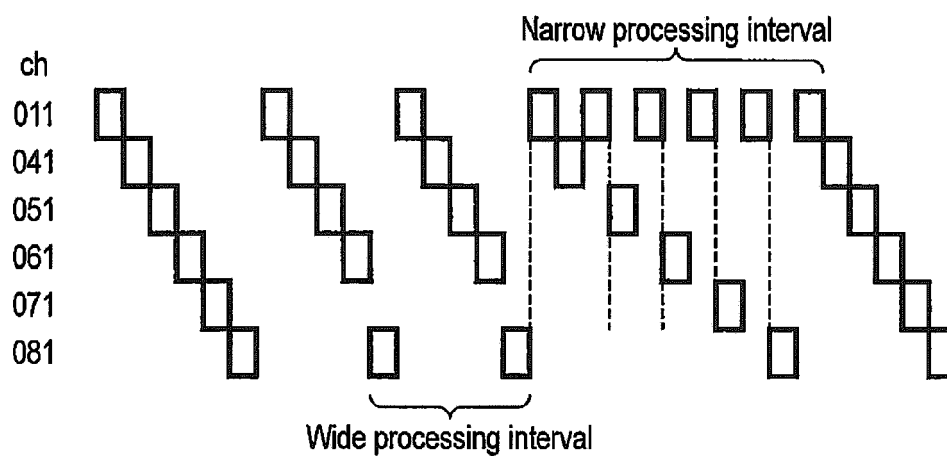 Narrow processing interval
ch
011
041
051
061
071
081
Wide processing interval